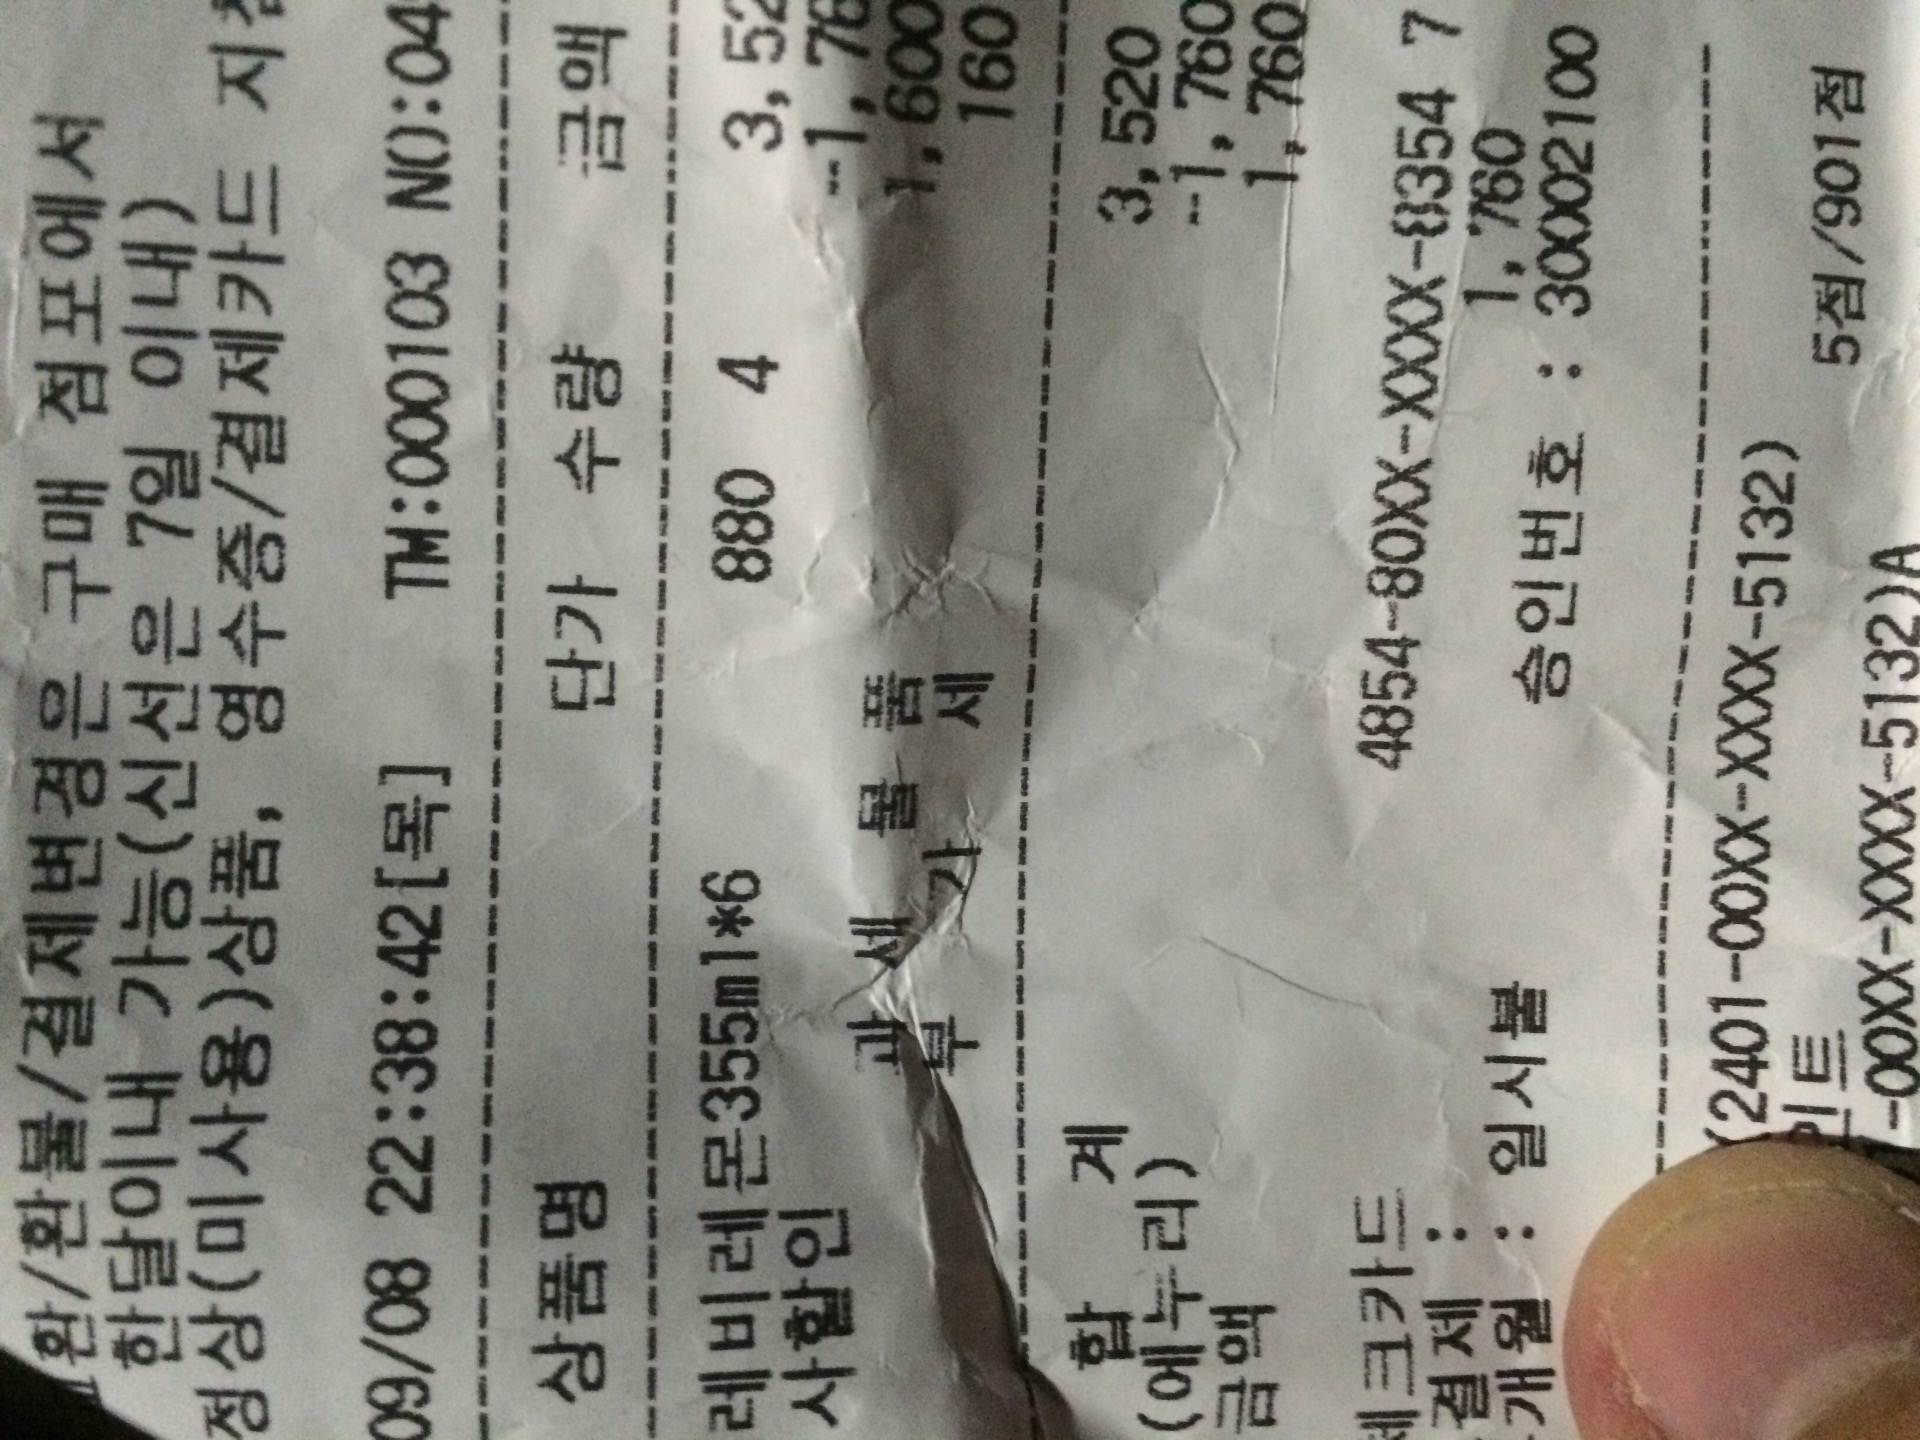 환/환불/결제변경은 구매 점포에서
한달이내 가능(신선은 7일 이내)
정상(미사용)상품, 영수증/결제카드 지참
09/08 22:38:42[목] TM:000103 NO:04
상품명 단가 수량 금액
레비레몬355ml*6
880 4 3,52
사할인 -1,76
과 세 물 품 1,600
부 가 세 160
합 계 3,520
(에누리) -1,760
금액 1,760
체크카드 4854-80XX-XXXX-8354 7
결제 : 1,760
개월 : 일시불 승인번호 : 30002100
(2401-00XX-XXXX-5132)
인트 5점/901점
-00XX-XXXX-5132)A